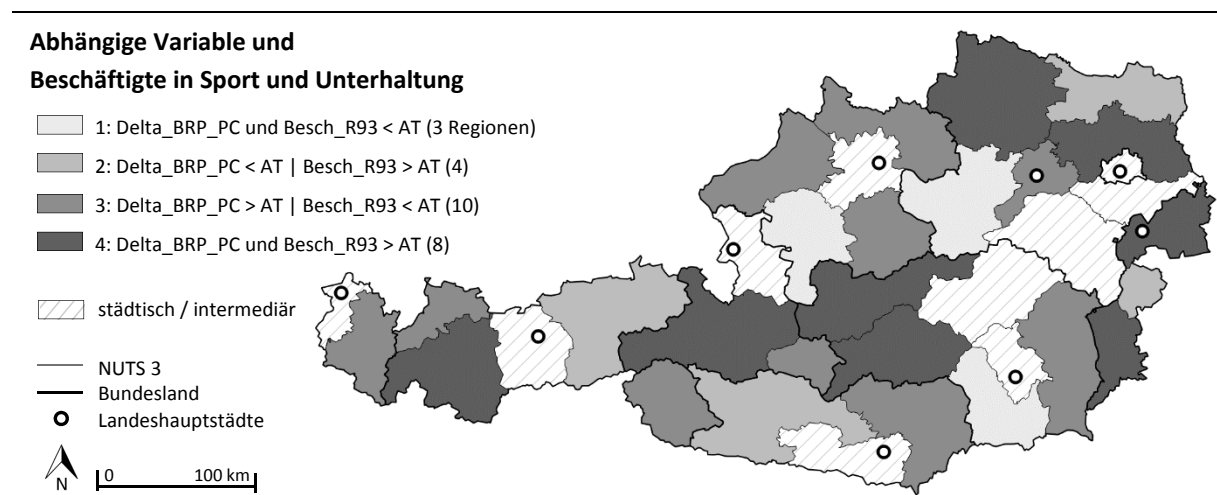 Abhängige Variable und
Beschäftigte in Sport und Unterhaltung
1: Delta_BRP_PC und Besch_R93 < AT (3 Regionen)
2: Delta_BRP_PC < AT | Besch_R93 > AT (4)
3: Delta_BRP_PC > AT | Besch_R93 < AT (10)
4: Delta_BRP_PC und Besch_R93 > AT (8)
städtisch / intermediär
NUTS 3
Bundesland
Landeshauptstädte
N
0 100 km